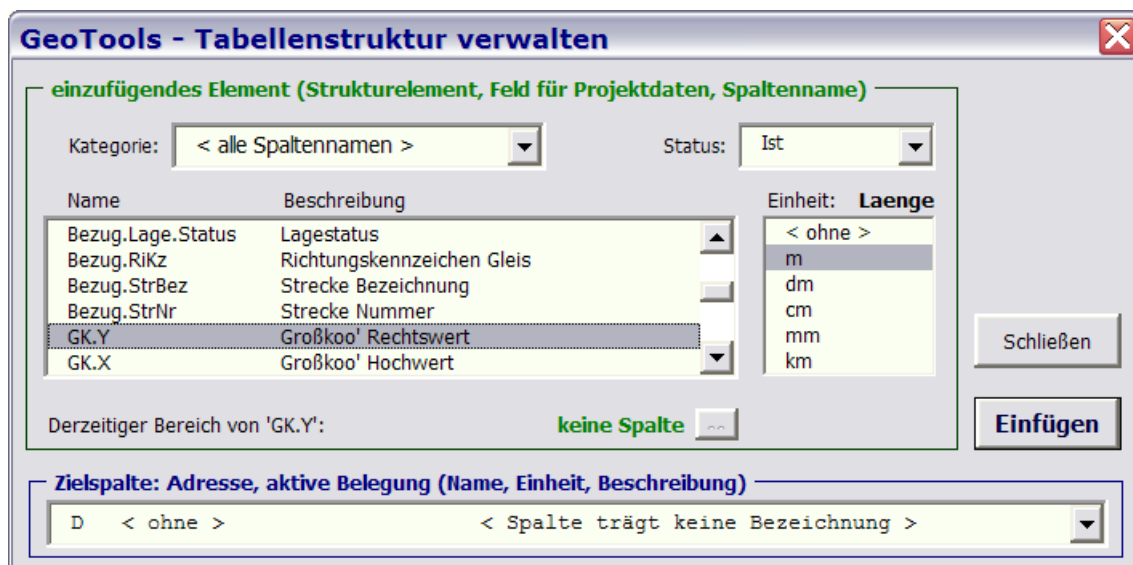 GeoTools - Tabellenstruktur verwalten
einzufügendes Element (Strukturelement, Feld für Projektdaten, Spaltenname)
Kategorie: < alle Spaltennamen > Status: Ist
Name Beschreibung Einheit: Laenge
Bezug.Lage.Status Lagestatus < ohne >
Bezug.RiKz Richtungskennzeichen Gleis m
Bezug.StrBez Strecke Bezeichnung dm
Bezug.StrNr Strecke Nummer cm
GK.Y Großkoo' Rechtswert mm
GK.X Großkoo' Hochwert km
Schließen
Derzeitiger Bereich von 'GK.Y': keine Spalte ..
Einfügen
Zielspalte: Adresse, aktive Belegung (Name, Einheit, Beschreibung)
D < ohne > < Spalte trägt keine Bezeichnung >